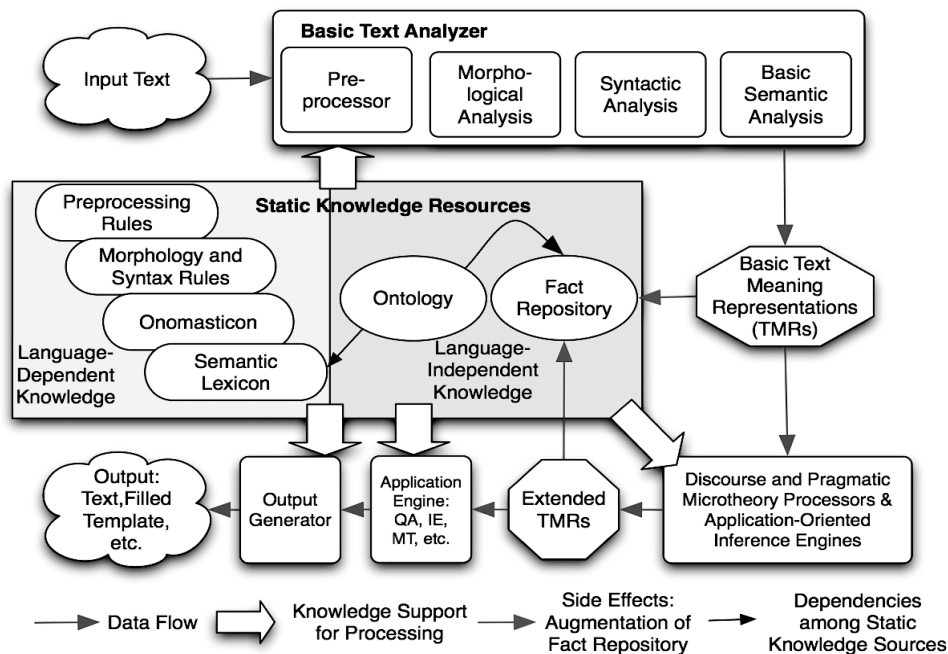 Basic Text Analyzer
Input Text
Pre-
processor
Morpho-
logical
Analysis
Syntactic
Analysis
Basic
Semantic
Analysis
Static Knowledge Resources
Preprocessing
Rules
Morphology and
Syntax Rules
Onomasticon
Semantic
Lexicon
Language-
Dependent
Knowledge
Ontology
Fact
Repository
Language-
Independent
Knowledge
Basic Text
Meaning
Representations
(TMRs)
Output:
Text,Filled
Template,
etc.
Output
Generator
Application
Engine:
QA, IE,
MT, etc.
Extended
TMRs
Discourse and Pragmatic
Microtheory Processors &
Application-Oriented
Inference Engines
Data Flow
Knowledge Support
for Processing
Side Effects:
Augmentation of
Fact Repository
Dependencies
among Static
Knowledge Sources